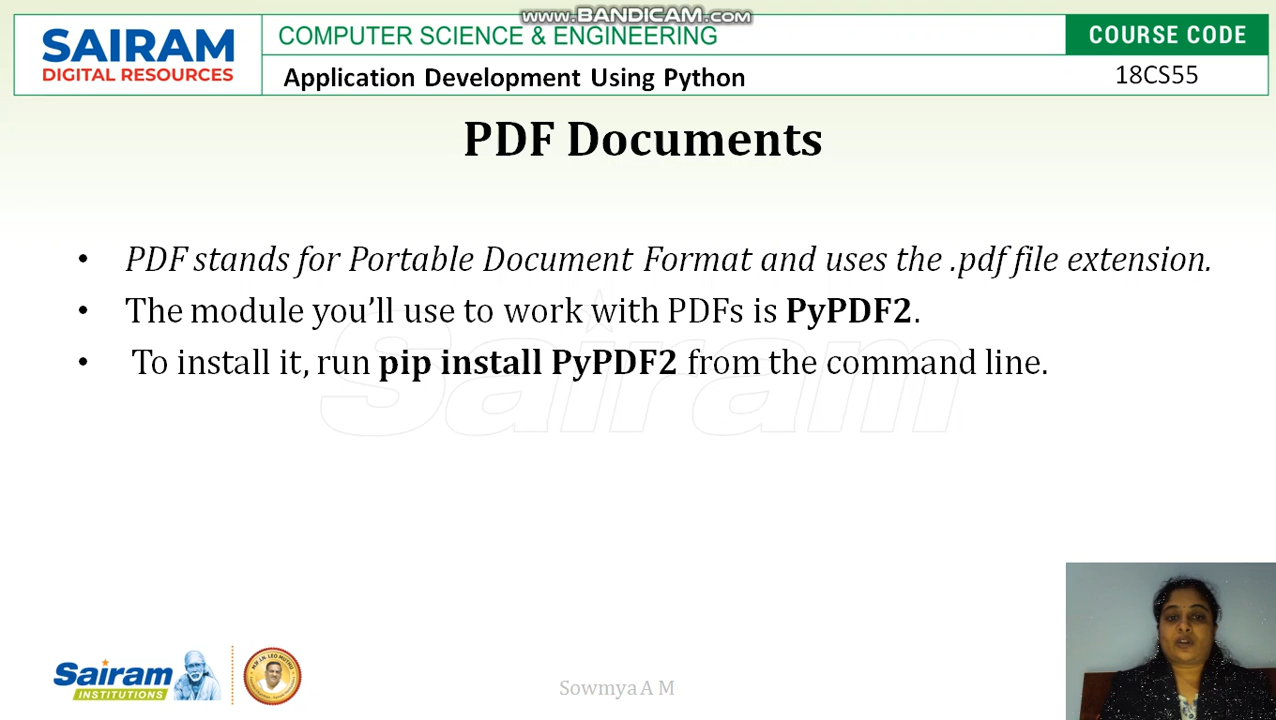 www.BANDICAM.com
SAIRAM
DIGITAL RESOURCES
COMPUTER SCIENCE & ENGINEERING
COURSE CODE
Application Development Using Python
18CS55
PDF Documents
• PDF stands for Portable Document Format and uses the .pdf file extension.
• The module you’ll use to work with PDFs is PyPDF2.
• To install it, run pip install PyPDF2 from the command line.
Sairam
Sairam
INSTITUTIONS
Sowmya A M